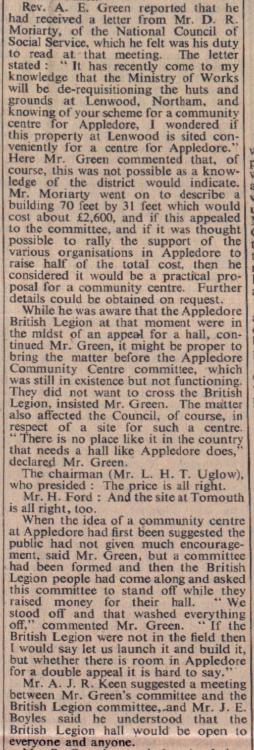 Rev. A. E. Green reported that he
had received a letter from Mr. D. R.
Moriarty, of the National Council of
Social Service, which he felt was his duty
to read at that meeting. The letter
stated : " It has recently come to my
knowledge that the Ministry of Works
will be de-requisitioning the huts and
grounds at Lenwood, Northam, and
knowing of your scheme for a community
centre for Appledore, I wondered if
this property at Lenwood is sited con-
veniently for a centre for Appledore."
Here Mr. Green commented that, of
course, this was not possible as a know-
ledge of the district would indicate.
Mr. Moriarty went on to describe a
building 70 feet by 31 feet which would
cost about £2,600, and if this appealed
to the committee, and if it was thought
possible to rally the support of the
various organisations in Appledore to
raise half of the total cost, then he
considered it would be a practical pro-
posal for a community centre. Further
details could be obtained on request.
While he was aware that the Appledore
British Legion at that moment were in
the midst of an appeal for a hall, con-
tinued Mr. Green, it might be proper to
bring the matter before the Appledore
Community Centre committee, which
was still in existence but not functioning.
They did not want to cross the British
Legion, insisted Mr. Green. The matter
also affected the Council, of course, in
respect of a site for such a centre.
" There is no place like it in the country
that needs a hall like Appledore does,"
declared Mr. Green.
The chairman (Mr. L. H. T. Uglow),
who presided : The price is all right.
Mr. H. Ford : And the site at Tomouth
is all right, too.
When the idea of a community centre
at Appledore had first been suggested the
public had not given much encourage-
ment, said Mr. Green, but a committee
had been formed and then the British
Legion people had come along and asked
this committee to stand off while they
raised money for their hall. " We
stood off and that washed everything
off," commented Mr. Green. " If the
British Legion were not in the field then
I would say let us launch it and build it,
but whether there is room in Appledore
for a double appeal it is hard to say."
Mr. A. J. R. Keen suggested a meeting
between Mr. Green's committee and the
British Legion committee, and Mr. J. E.
Boyles said he understood that the
British Legion hall would be open to
everyone and anyone.